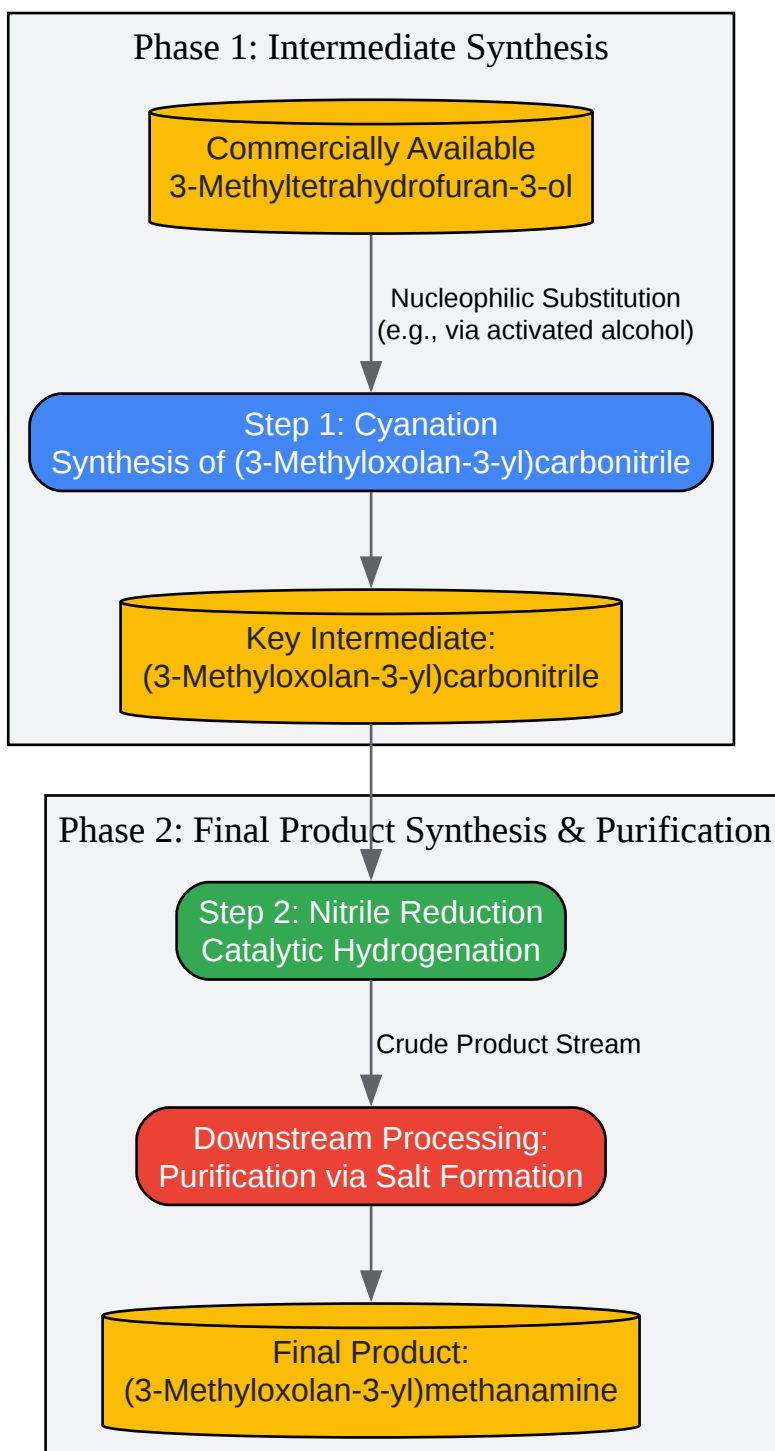 Phase 1: Intermediate Synthesis
Commercially Available
3-Methyltetrahydrofuran-3-ol
Nucleophilic Substitution
(e.g., via activated alcohol)
Step 1: Cyanation
Synthesis of (3-Methyloxolan-3-yl)carbonitrile
Key Intermediate:
(3-Methyloxolan-3-yl)carbonitrile
Phase 2: Final Product Synthesis & Purification
Step 2: Nitrile Reduction
Catalytic Hydrogenation
Crude Product Stream
Downstream Processing:
Purification via Salt Formation
Final Product:
(3-Methyloxolan-3-yl)methanamine